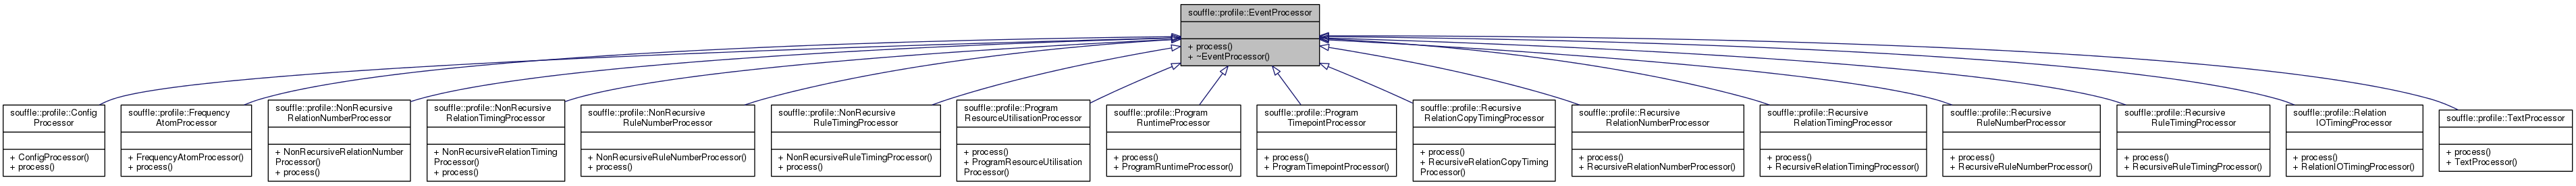 souffle::profile::EventProcessor
+ process()
+ ~EventProcessor()
souffle::profile::Config
Processor
+ ConfigProcessor()
+ process()
souffle::profile::Frequency
AtomProcessor
+ FrequencyAtomProcessor()
+ process()
souffle::profile::NonRecursive
RelationNumberProcessor
+ NonRecursiveRelationNumber
Processor()
+ process()
souffle::profile::NonRecursive
RelationTimingProcessor
+ NonRecursiveRelationTiming
Processor()
+ process()
souffle::profile::NonRecursive
RuleNumberProcessor
+ NonRecursiveRuleNumberProcessor()
+ process()
souffle::profile::NonRecursive
RuleTimingProcessor
+ NonRecursiveRuleTimingProcessor()
+ process()
souffle::profile::Program
ResourceUtilisationProcessor
+ process()
+ ProgramResourceUtilisation
Processor()
souffle::profile::Program
RuntimeProcessor
+ process()
+ ProgramRuntimeProcessor()
souffle::profile::Program
TimepointProcessor
+ process()
+ ProgramTimepointProcessor()
souffle::profile::Recursive
RelationCopyTimingProcessor
+ process()
+ RecursiveRelationCopyTiming
Processor()
souffle::profile::Recursive
RelationNumberProcessor
+ process()
+ RecursiveRelationNumberProcessor()
souffle::profile::Recursive
RelationTimingProcessor
+ process()
+ RecursiveRelationTimingProcessor()
souffle::profile::Recursive
RuleNumberProcessor
+ process()
+ RecursiveRuleNumberProcessor()
souffle::profile::Recursive
RuleTimingProcessor
+ process()
+ RecursiveRuleTimingProcessor()
souffle::profile::Relation
IOTimingProcessor
+ process()
+ RelationIOTimingProcessor()
souffle::profile::TextProcessor
+ process()
+ TextProcessor()